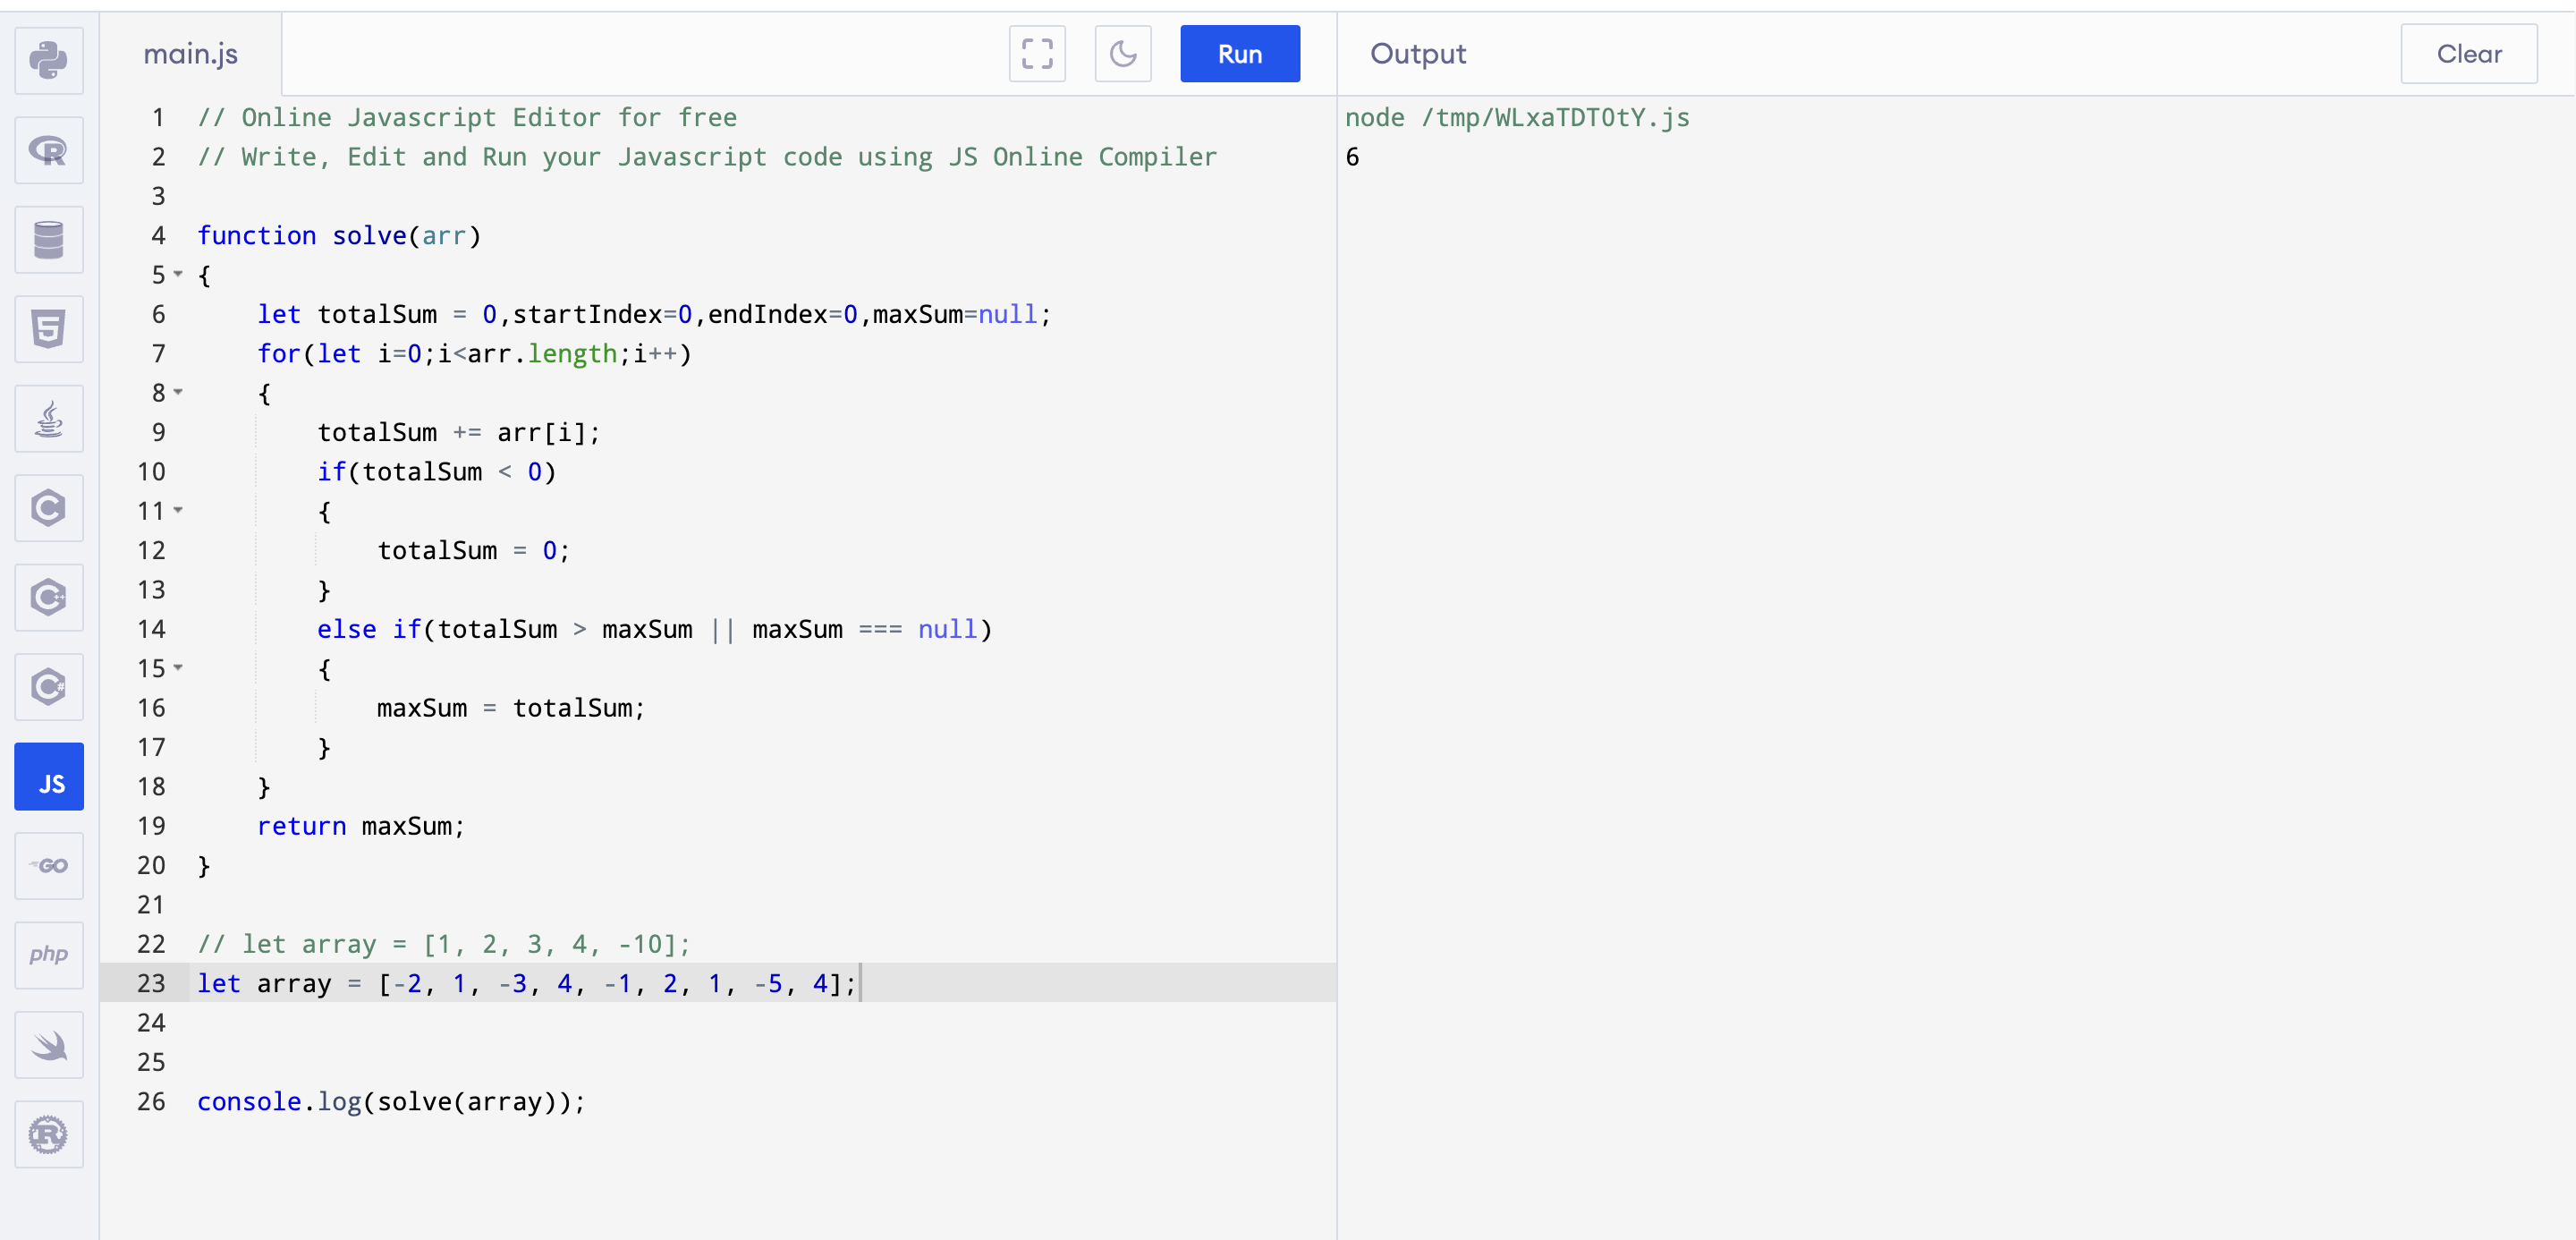 main.js
Run
Output
Clear
1 // Online Javascript Editor for free
2 // Write, Edit and Run your Javascript code using JS Online Compiler
3
4 function solve(arr)
5 {
6     let totalSum = 0,startIndex=0,endIndex=0,maxSum=null;
7     for(let i=0;i<arr.length;i++)
8     {
9         totalSum += arr[i];
10         if(totalSum < 0)
11         {
12             totalSum = 0;
13         }
14         else if(totalSum > maxSum || maxSum === null)
15         {
16             maxSum = totalSum;
17         }
18     }
19     return maxSum;
20 }
21
22 // let array = [1, 2, 3, 4, -10];
23 let array = [-2, 1, -3, 4, -1, 2, 1, -5, 4];
24
25
26 console.log(solve(array));
node /tmp/WLxaTDT0tY.js
6
R
5
C
C++
C#
JS
GO
php
R